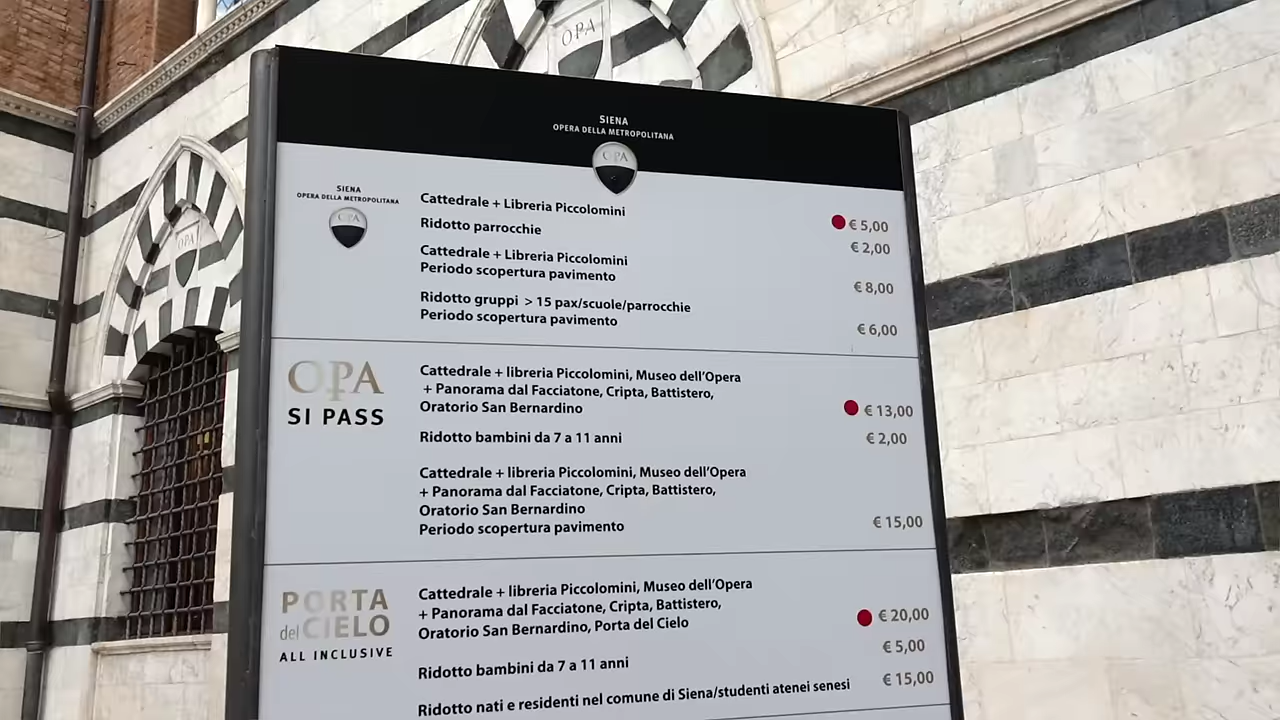 OPA
SIENA
OPERA DELLA METROPOLITANA
OPA
SIENA
OPERA DELLA METROPOLITANA
OPA
Cattedrale + Libreria Piccolomini € 5,00
Ridotto parrocchie € 2,00
Cattedrale + Libreria Piccolomini
Periodo scopertura pavimento € 8,00
Ridotto gruppi > 15 pax/scuole/parrocchie
Periodo scopertura pavimento € 6,00
OPA
SI PASS
Cattedrale + libreria Piccolomini, Museo dell'Opera
+ Panorama dal Facciatone, Cripta, Battistero,
Oratorio San Bernardino € 13,00
Ridotto bambini da 7 a 11 anni € 2,00
Cattedrale + libreria Piccolomini, Museo dell'Opera
+ Panorama dal Facciatone, Cripta, Battistero,
Oratorio San Bernardino
Periodo scopertura pavimento € 15,00
PORTA
del CIELO
ALL INCLUSIVE
Cattedrale + libreria Piccolomini, Museo dell'Opera
+ Panorama dal Facciatone, Cripta, Battistero,
Oratorio San Bernardino, Porta del Cielo € 20,00
Ridotto bambini da 7 a 11 anni € 5,00
Ridotto nati e residenti nel comune di Siena/studenti atenei senesi € 15,00
OPA